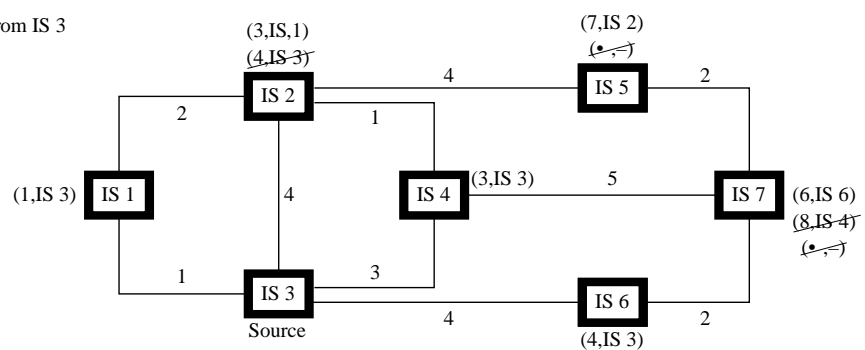 rom IS 3
(3,IS,1)
(4,IS 3)
(7,IS 2)
(•,–)
IS 2
4
IS 5
2
2
1
(1,IS 3)
IS 1
4
IS 4
(3,IS 3)
5
IS 7
(6,IS 6)
(8,IS 4)
(•,–)
1
IS 3
3
Source
4
IS 6
2
(4,IS 3)